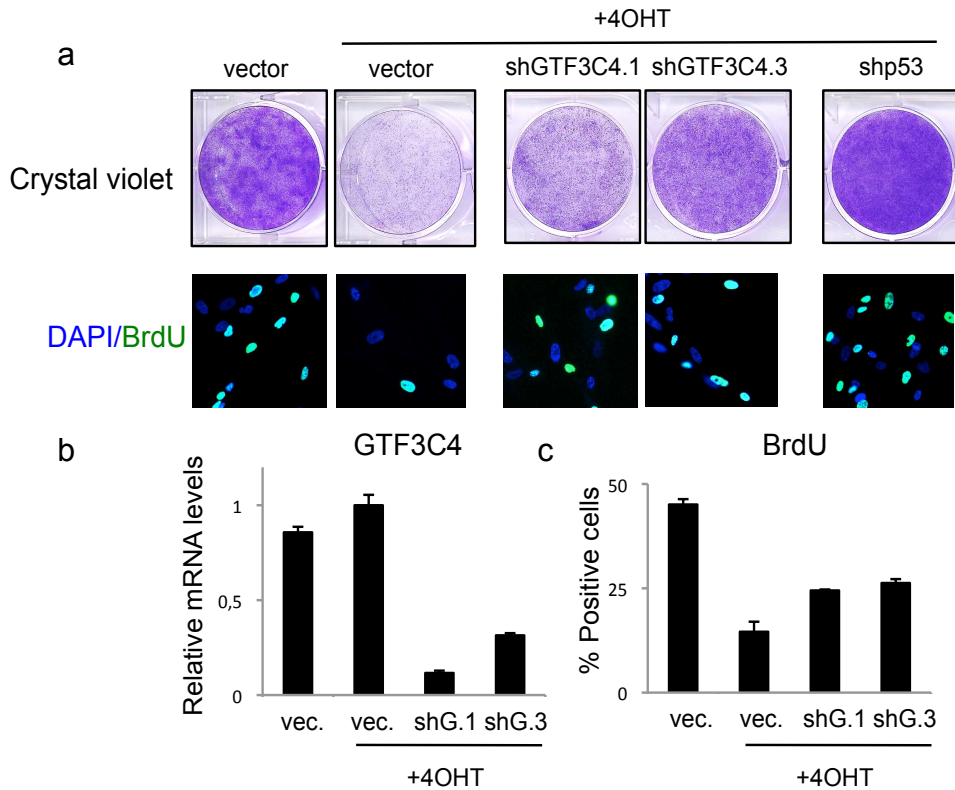 +4OHT
a
vector
vector
shGTF3C4.1
shGTF3C4.3
shp53
Crystal violet
DAPI/BrdU
b
GTF3C4
Relative mRNA levels
1
0,5
0
vec.
vec.
shG.1
shG.3
+4OHT
c
BrdU
% Positive cells
50
25
0
vec.
vec.
shG.1
shG.3
+4OHT